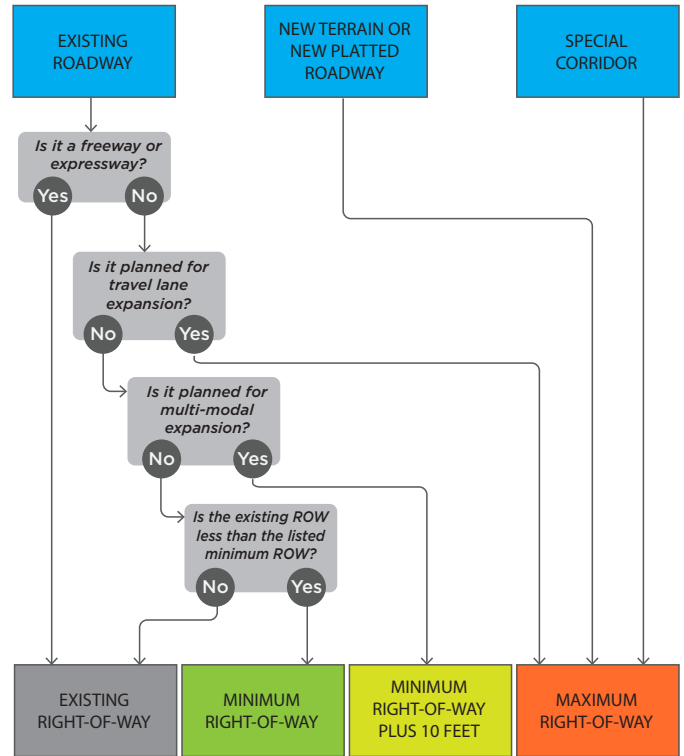 EXISTING
ROADWAY
NEW TERRAIN OR
NEW PLATTED
ROADWAY
SPECIAL
CORRIDOR
Is it a freeway or
expressway?
Yes
No
Is it planned for
travel lane
expansion?
No
Yes
Is it planned for
multi-modal
expansion?
No
Yes
Is the existing ROW
less than the listed
minimum ROW?
No
Yes
EXISTING
RIGHT-OF-WAY
MINIMUM
RIGHT-OF-WAY
MINIMUM
RIGHT-OF-WAY
PLUS 10 FEET
MAXIMUM
RIGHT-OF-WAY